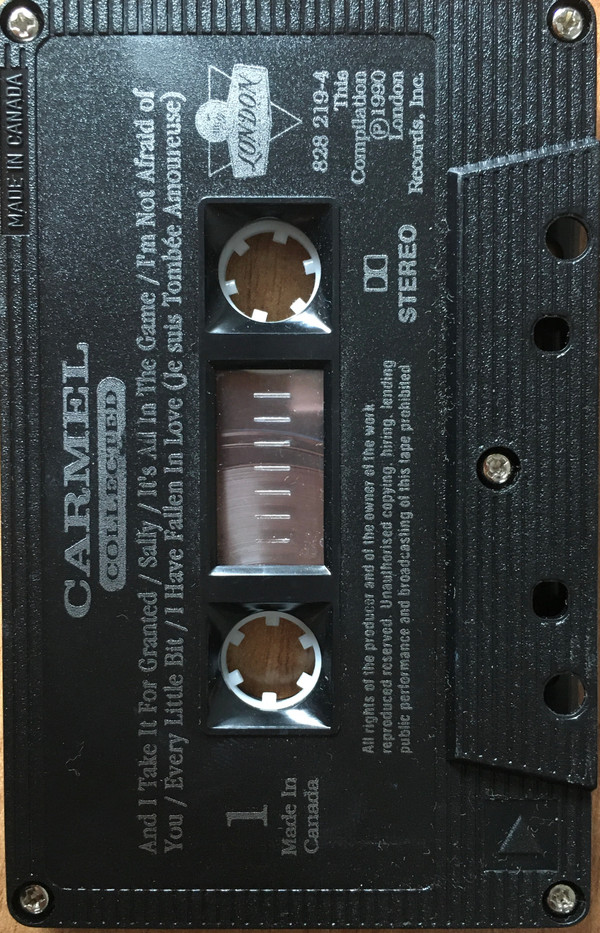 MADE IN CANADA
CARMEL
COLLECTED
And I Take It For Granted / Sally / It's All In The Game / I'm Not Afraid of
You / Every Little Bit / I Have Fallen In Love (Je suis Tombée Amoureuse)
LONDON
828 219-4
This
Compilation
Ⓟ1990
London
Records, Inc.
1
Made In
Canada
STEREO
All rights of the producer and of the owner of the work
reproduced reserved. Unauthorised copying, hiring, lending
public performance and broadcasting of this tape prohibited